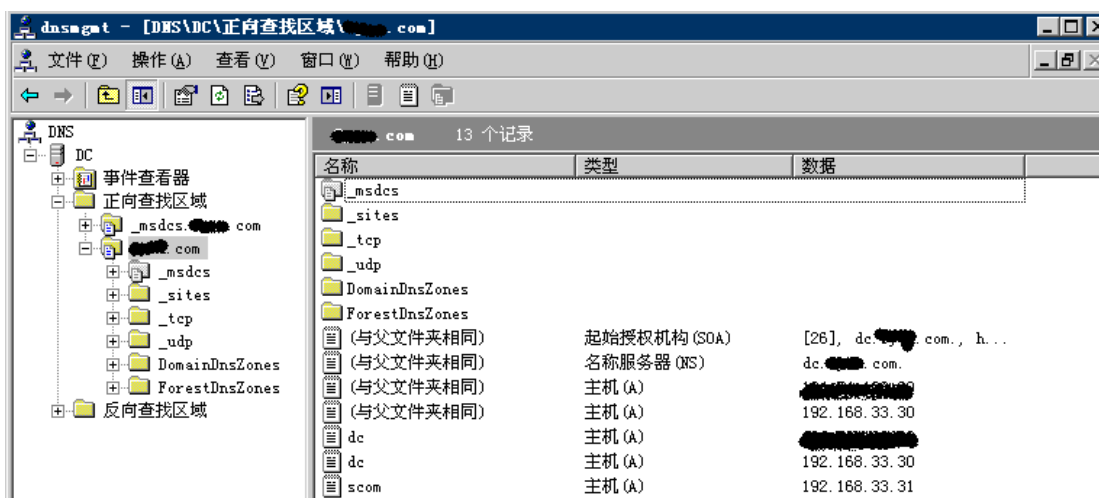 dnsmgmt - [DNS\DC\正向查找区域\ .com]
文件(F) 操作(A) 查看(V) 窗口(W) 帮助(H)
DNS
DC
事件查看器
正向查找区域
_msdcs. com
.com
_msdcs
_sites
_tcp
_udp
DomainDnsZones
ForestDnsZones
反向查找区域
.com 13 个记录
名称 类型 数据
_msdcs
_sites
_tcp
_udp
DomainDnsZones
ForestDnsZones
(与父文件夹相同) 起始授权机构(SOA) [26], dc. .com., h...
(与父文件夹相同) 名称服务器(NS) dc. com.
(与父文件夹相同) 主机(A)
(与父文件夹相同) 主机(A) 192.168.33.30
dc 主机(A)
dc 主机(A) 192.168.33.30
scom 主机(A) 192.168.33.31